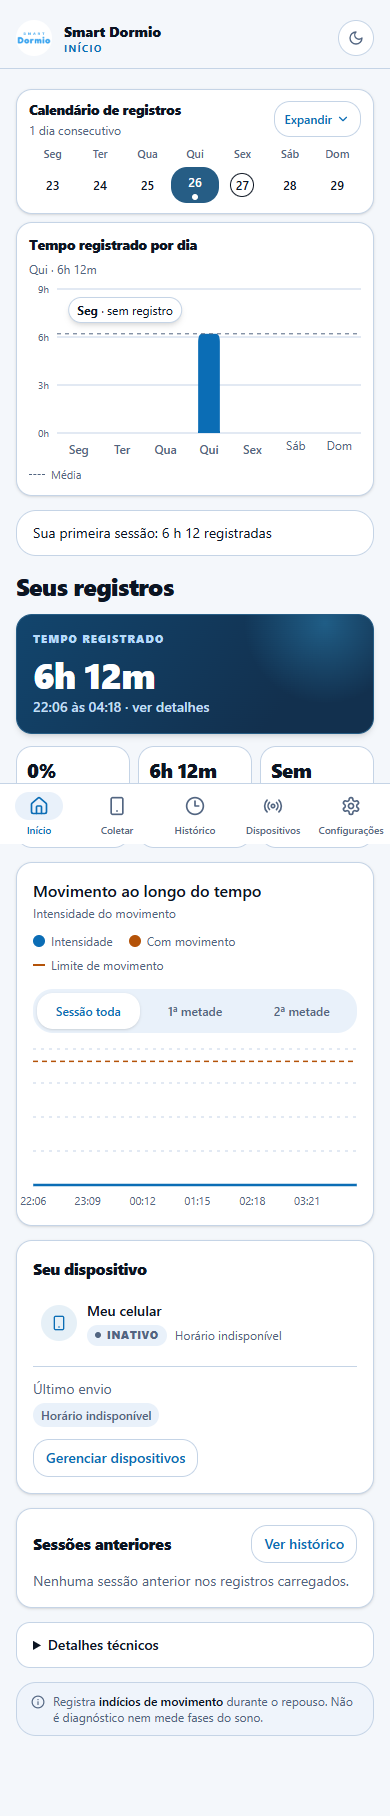 SMART
Dormio
Smart Dormio
INÍCIO
Calendário de registros
1 dia consecutivo
Expandir
Seg Ter Qua Qui Sex Sáb Dom
23 24 25 26 27 28 29
Tempo registrado por dia
Qui · 6h 12m
9h
Seg · sem registro
6h
3h
0h
Seg Ter Qua Qui Sex Sáb Dom
Média
Sua primeira sessão: 6 h 12 registradas
Seus registros
TEMPO REGISTRADO
6h 12m
22:06 às 04:18 · ver detalhes
0% 6h 12m Sem
Início Coletar Histórico Dispositivos Configurações
Movimento ao longo do tempo
Intensidade do movimento
Intensidade Com movimento
Limite de movimento
Sessão toda 1ª metade 2ª metade
22:06 23:09 00:12 01:15 02:18 03:21
Seu dispositivo
Meu celular
INATIVO Horário indisponível
Último envio
Horário indisponível
Gerenciar dispositivos
Sessões anteriores
Ver histórico
Nenhuma sessão anterior nos registros carregados.
Detalhes técnicos
Registra indícios de movimento durante o repouso. Não
é diagnóstico nem mede fases do sono.